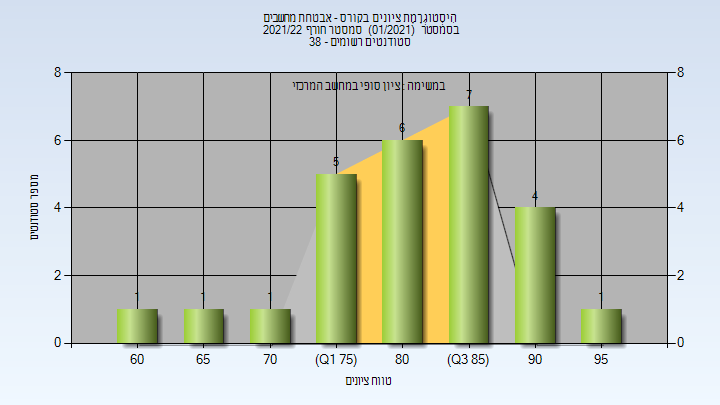 היסטוגרמת ציונים בקורס - אבטחת מחשבים
בסמסטר (01/2021) סמסטר חורף 2021/22
סטודנטים רשומים - 38
במשימה : ציון סופי במחשב המרכזי
8 8
7
6 6 6
5
4 4 4
2 2
1 1 1 1
0 0
60 65 70 (Q1 75) 80 (Q3 85) 90 95
מספר סטודנטים
טווח ציונים